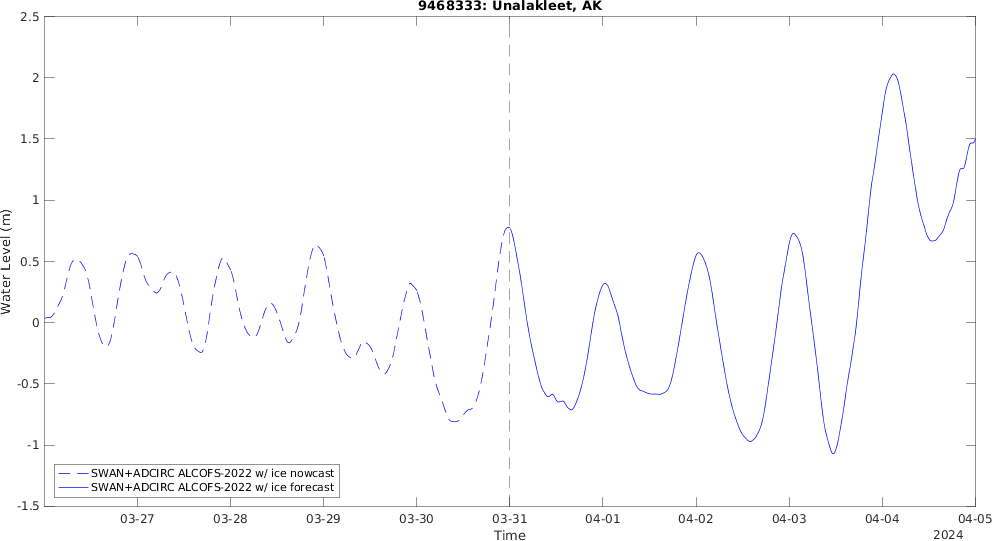 9468333: Unalakleet, AK
2.5
2
1.5
1
0.5
0
-0.5
-1
-1.5
Water Level (m)
SWAN+ADCIRC ALCOFS-2022 w/ ice nowcast
SWAN+ADCIRC ALCOFS-2022 w/ ice forecast
03-27 03-28 03-29 03-30 03-31 04-01 04-02 04-03 04-04 04-05
Time
2024